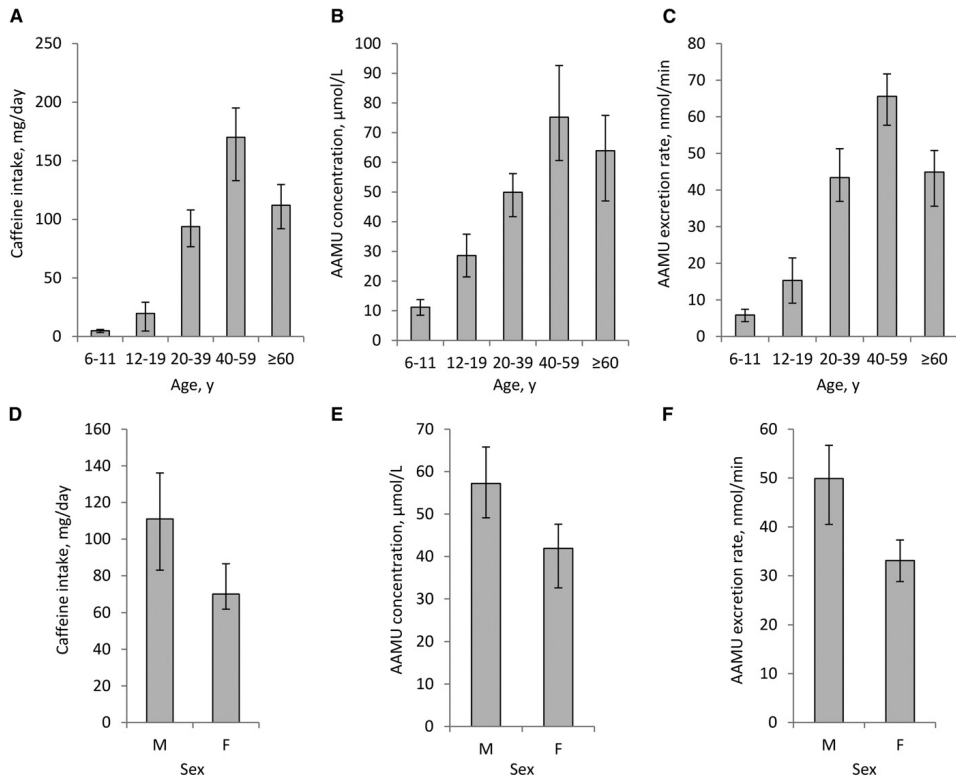 A
Caffeine intake, mg/day
250
200
150
100
50
0
6-11 12-19 20-39 40-59 ≥60
Age, y
B
AAMU concentration, µmol/L
100
90
80
70
60
50
40
30
20
10
0
6-11 12-19 20-39 40-59 ≥60
Age, y
C
AAMU excretion rate, nmol/min
80
70
60
50
40
30
20
10
0
6-11 12-19 20-39 40-59 ≥60
Age, y
D
Caffeine intake, mg/day
160
140
120
100
80
60
40
20
0
M F
Sex
E
AAMU concentration, µmol/L
70
60
50
40
30
20
10
0
M F
Sex
F
AAMU excretion rate, nmol/min
60
50
40
30
20
10
0
M F
Sex